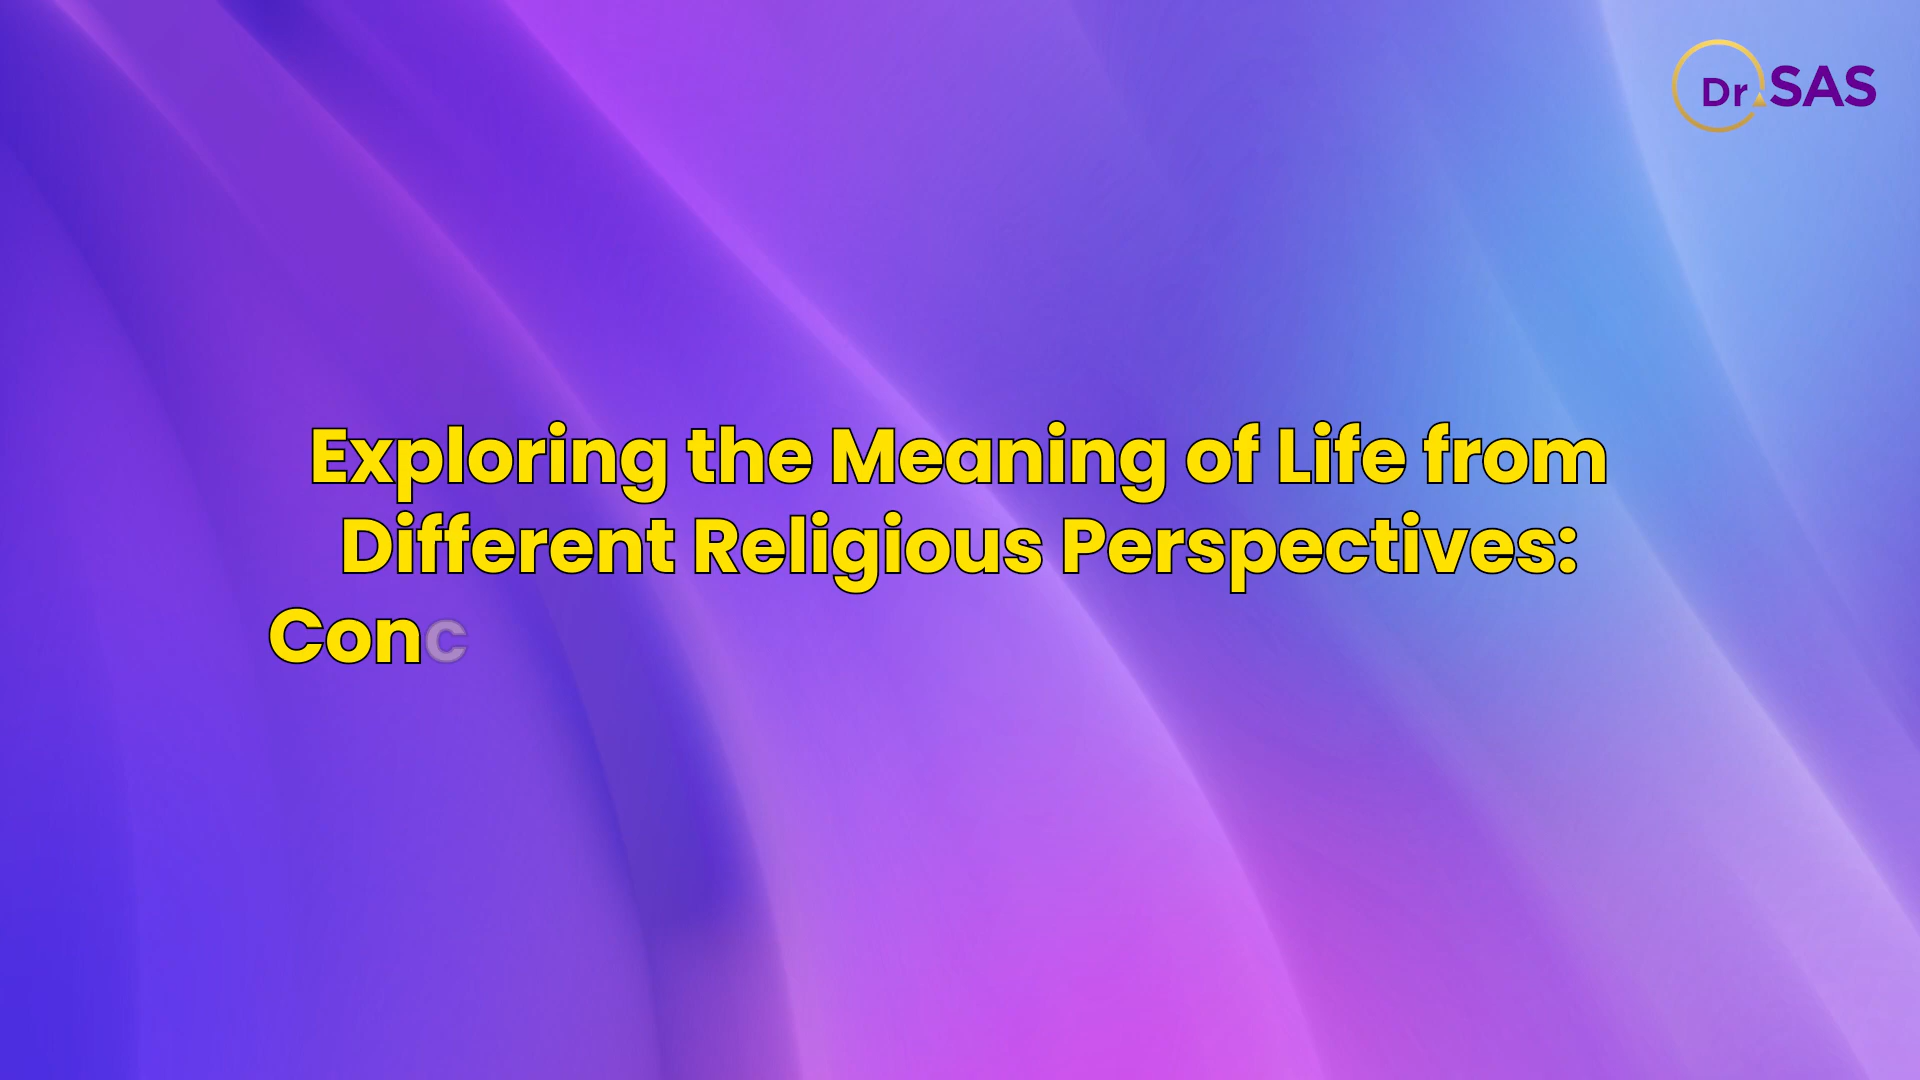 Dr.SAS
Exploring the Meaning of Life from
Different Religious Perspectives:
Conc